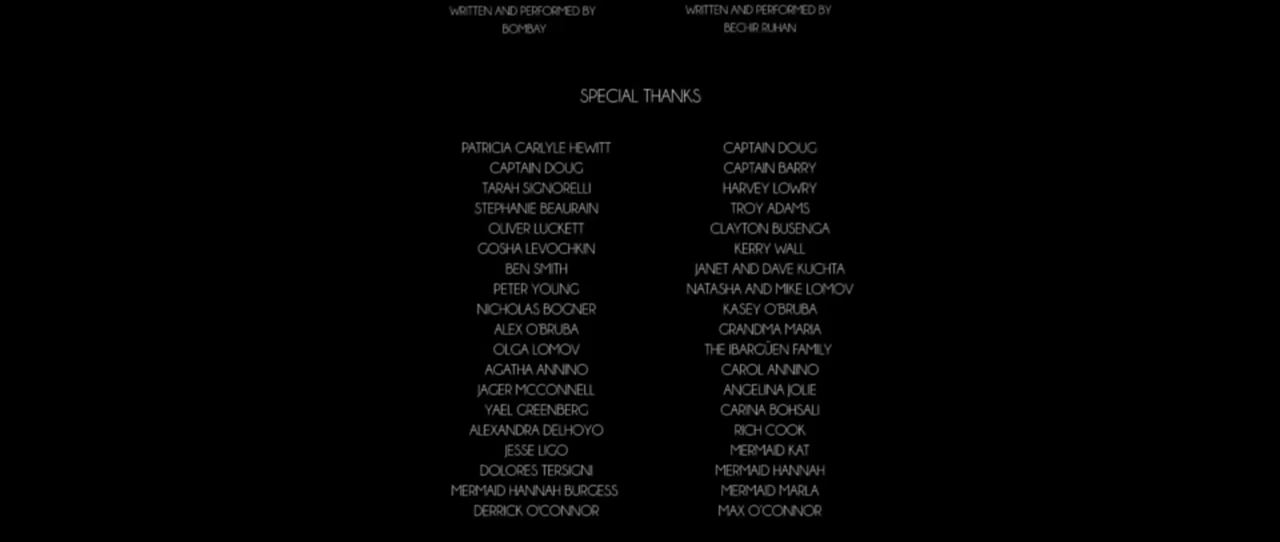 WRITTEN AND PERFORMED BY
BOMBAY
WRITTEN AND PERFORMED BY
BECHIR RUHAN
SPECIAL THANKS
PATRICIA CARLYLE HEWITT
CAPTAIN DOUG
TARAH SIGNORELLI
STEPHANIE BEAURAIN
OLIVER LUCKETT
GOSHA LEVOCHKIN
BEN SMITH
PETER YOUNG
NICHOLAS BOGNER
ALEX O'BRUBA
OLGA LOMOV
AGATHA ANNINO
JAGER MCCONNELL
YAEL GREENBERG
ALEXANDRA DELHOYO
JESSE LIGO
DOLORES TERSIGNI
MERMAID HANNAH BURGESS
DERRICK O'CONNOR
CAPTAIN DOUG
CAPTAIN BARRY
HARVEY LOWRY
TROY ADAMS
CLAYTON BUSENGA
KERRY WALL
JANET AND DAVE KUCHTA
NATASHA AND MIKE LOMOV
KASEY O'BRUBA
GRANDMA MARIA
THE IBARGÜEN FAMILY
CAROL ANNINO
ANGELINA JOLIE
CARINA BOHSALI
RICH COOK
MERMAID KAT
MERMAID HANNAH
MERMAID MARLA
MAX O'CONNOR